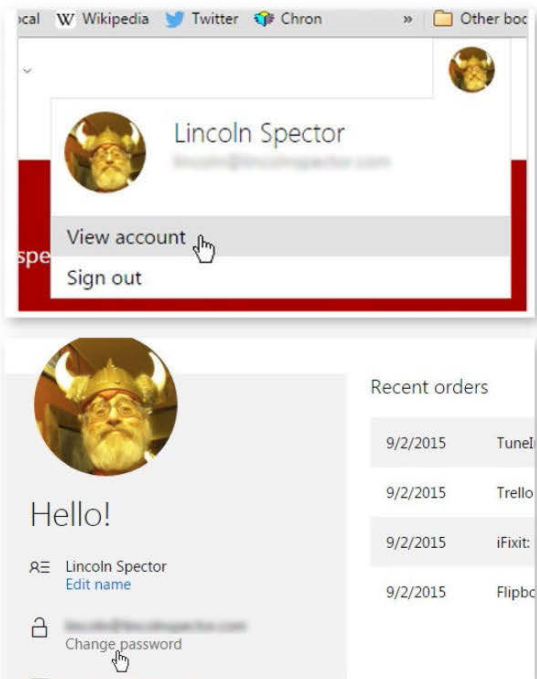 ocal Wikipedia Twitter Chron » Other boo
Lincoln Spector
View account
spe
Sign out
Recent orders
9/2/2015 TuneI
9/2/2015 Trello
Hello!
9/2/2015 iFixit:
Lincoln Spector
Edit name
9/2/2015 Flipbo
Change password